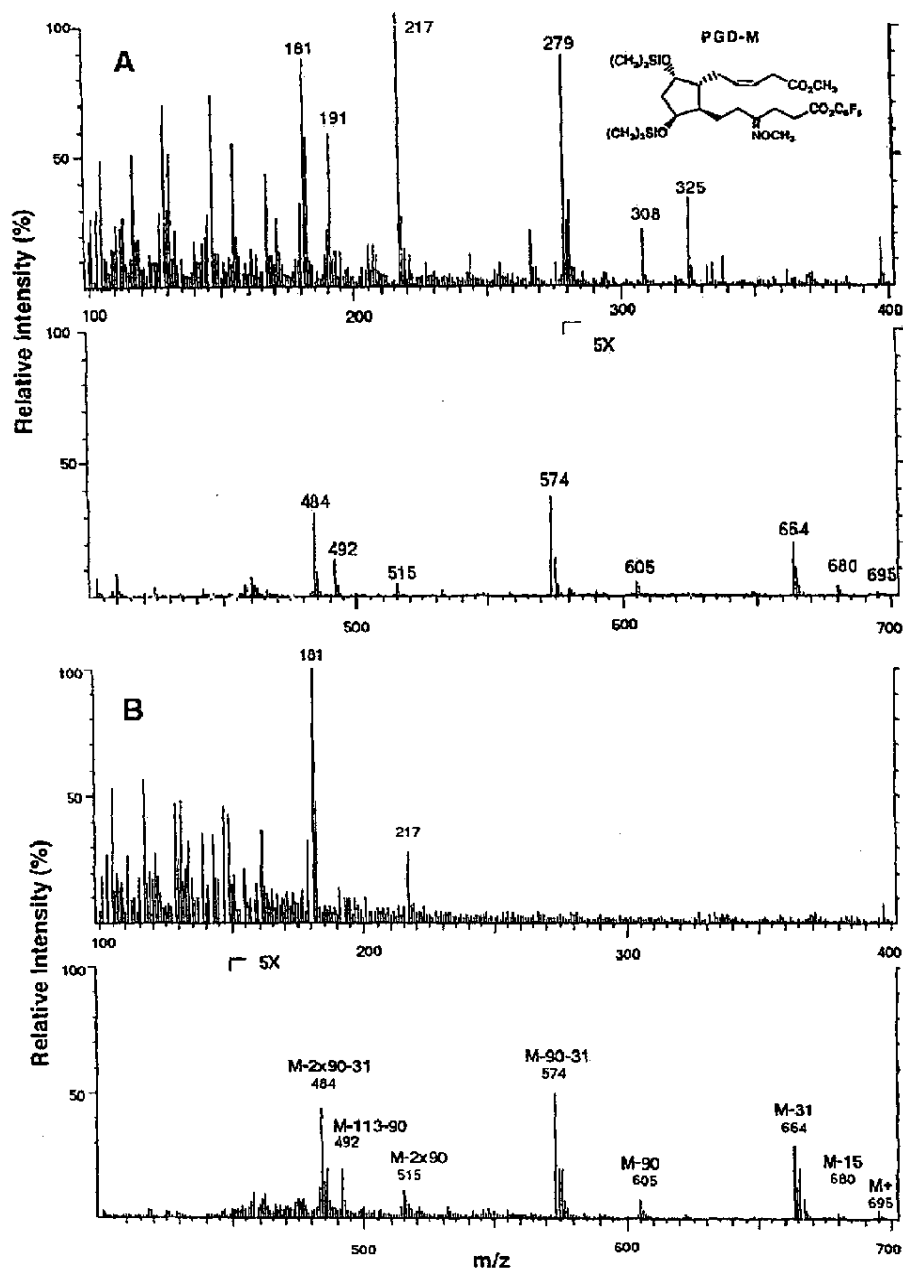 A
181
191
217
279
308
325
PGD-M
(CH₃)₃SiO
CO₂CH₃
CO₂C₆F₅
NOCH₃
(CH₃)₃SiO
100
50
100
200
300
400
Relative Intensity (%)
5X
100
50
484
492
515
574
605
664
680
695
500
600
700
B
181
217
100
50
100
200
300
400
Relative Intensity (%)
5X
100
50
M-2x90-31
484
M-113-90
492
M-2x90
515
M-90-31
574
M-90
605
M-31
664
M-15
680
M+
695
500
600
700
m/z